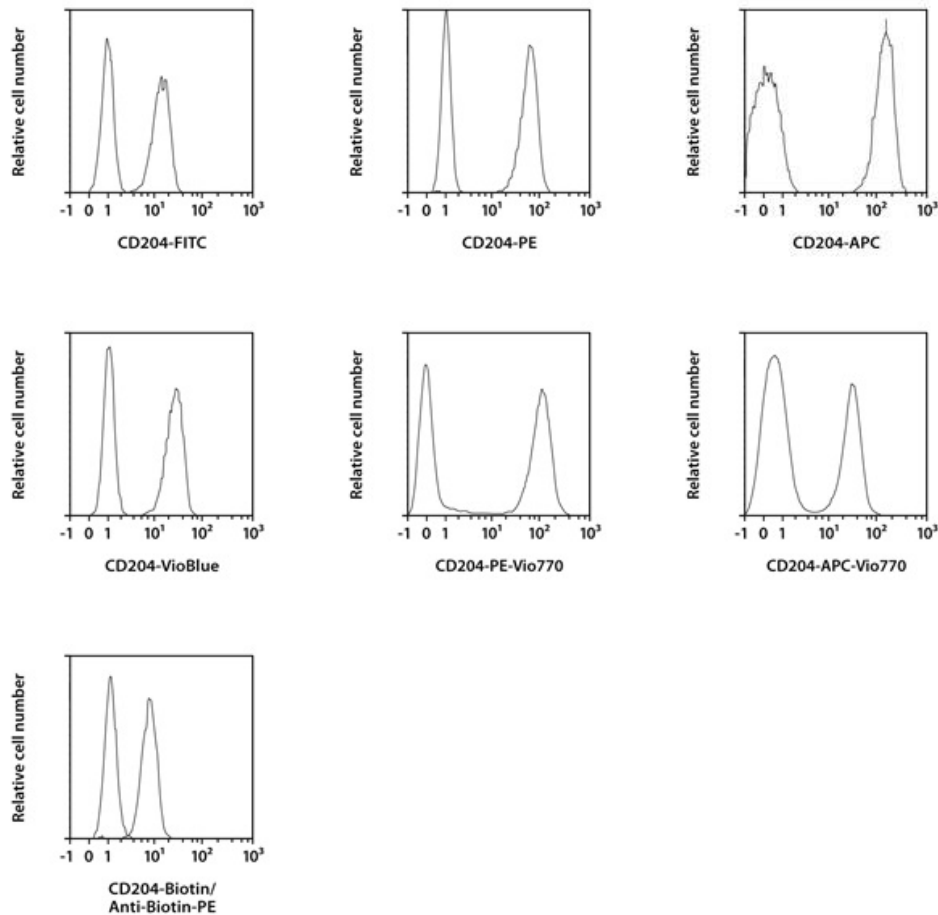 Relative cell number
-1 0 1 10¹ 10² 10³
CD204-FITC
Relative cell number
-1 0 1 10¹ 10² 10³
CD204-PE
Relative cell number
-1 0 1 10¹ 10² 10³
CD204-APC
Relative cell number
-1 0 1 10¹ 10² 10³
CD204-VioBlue
Relative cell number
-1 0 1 10¹ 10² 10³
CD204-PE-Vio770
Relative cell number
-1 0 1 10¹ 10² 10³
CD204-APC-Vio770
Relative cell number
-1 0 1 10¹ 10² 10³
CD204-Biotin/
Anti-Biotin-PE